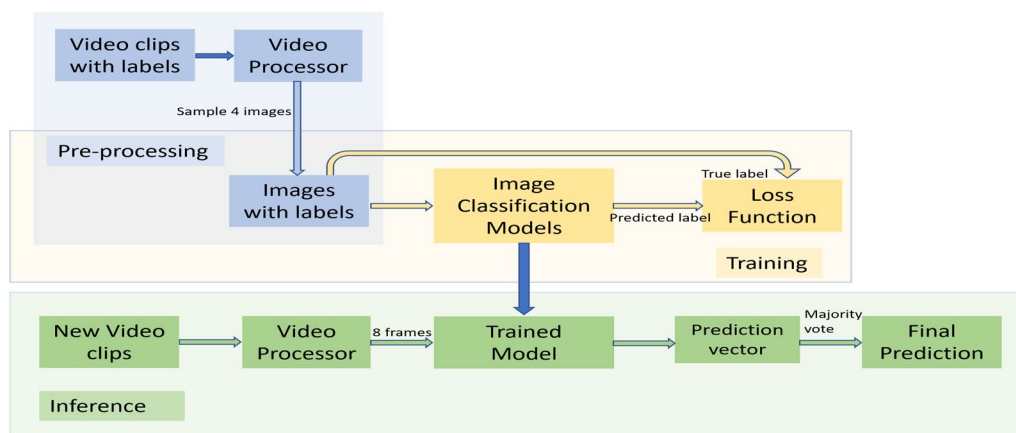 Video clips
with labels
Video
Processor
Sample 4 images
Pre-processing
Images
with labels
Image
Classification
Models
True label
Predicted label
Loss
Function
Training
New Video
clips
Video
Processor
8 frames
Trained
Model
Prediction
vector
Majority
vote
Final
Prediction
Inference